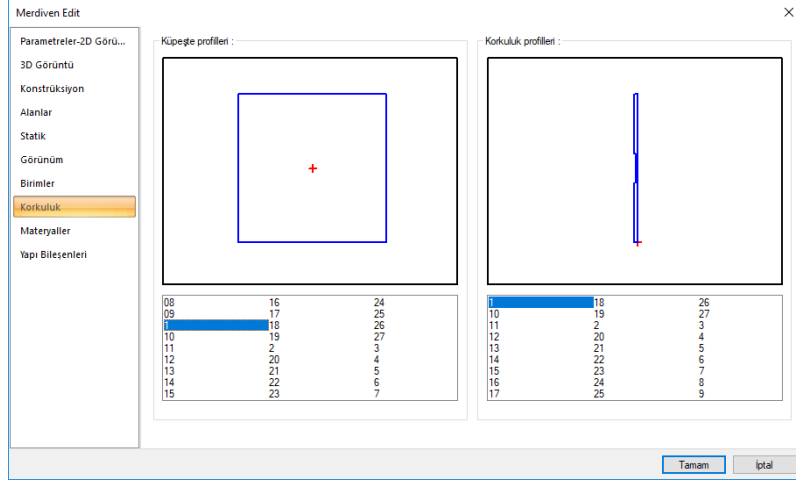 Merdiven Edit
Parametreler-2D Görü...
3D Görüntü
Konstrüksiyon
Alanlar
Statik
Görünüm
Birimler
Korkuluk
Materyaller
Yapı Bileşenleri
Küpeşte profilleri :
08 16 24
09 17 25
1 18 26
10 19 27
11 2 3
12 20 4
13 21 5
14 22 6
15 23 7
Korkuluk profilleri :
1 18 26
10 19 27
11 2 3
12 20 4
13 21 5
14 22 6
15 23 7
16 24 8
17 25 9
Tamam
İptal